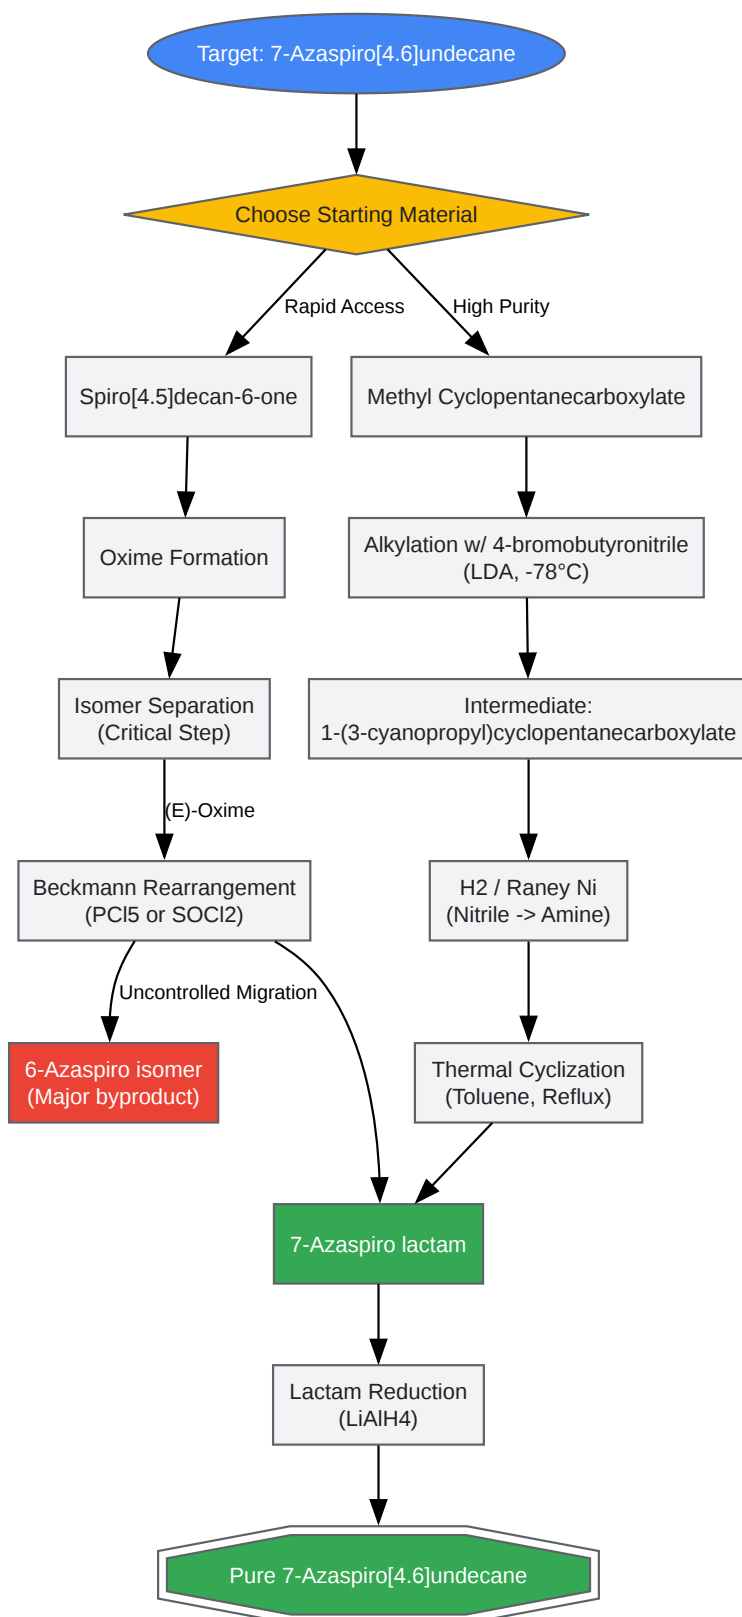 Target: 7-Azaspiro[4.6]undecane
Choose Starting Material
Rapid Access
High Purity
Spiro[4.5]decan-6-one
Methyl Cyclopentanecarboxylate
Oxime Formation
Alkylation w/ 4-bromobutyronitrile
(LDA, -78°C)
Isomer Separation
(Critical Step)
Intermediate:
1-(3-cyanopropyl)cyclopentanecarboxylate
(E)-Oxime
Beckmann Rearrangement
(PCl5 or SOCl2)
H2 / Raney Ni
(Nitrile -> Amine)
Uncontrolled Migration
6-Azaspiro isomer
(Major byproduct)
Thermal Cyclization
(Toluene, Reflux)
7-Azaspiro lactam
Lactam Reduction
(LiAlH4)
Pure 7-Azaspiro[4.6]undecane